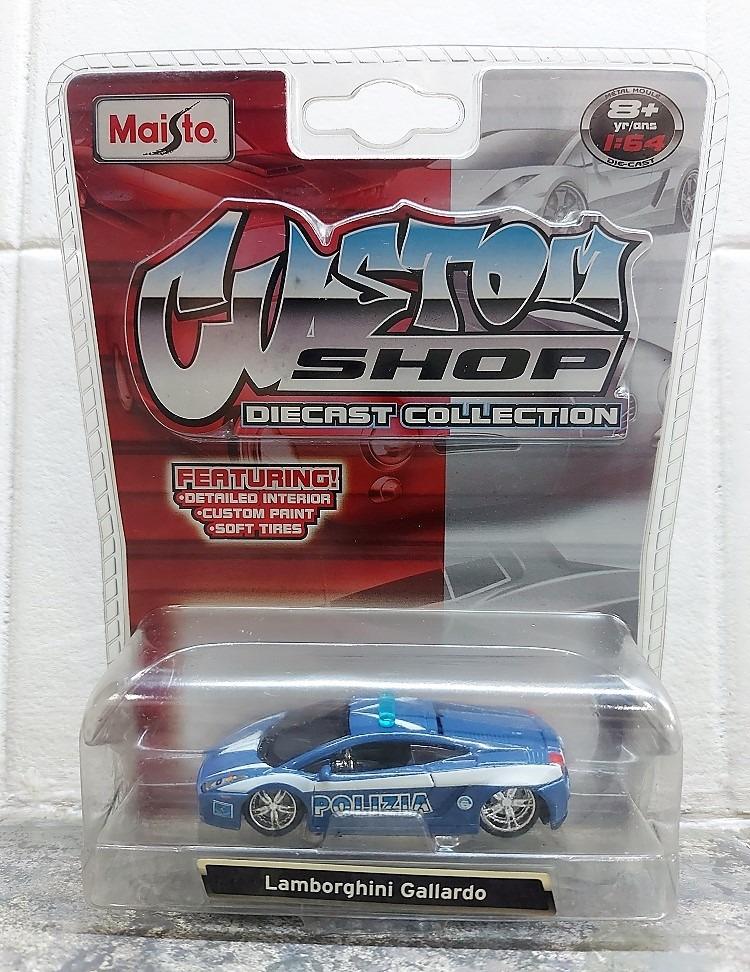 Maisto
METAL MOULÉ
8+
yr/ans
1:64
DIE-CAST
CUSTOM
SHOP
DIECAST COLLECTION
FEATURING!
•DETAILED INTERIOR
•CUSTOM PAINT
•SOFT TIRES
POLIZIA
Lamborghini Gallardo